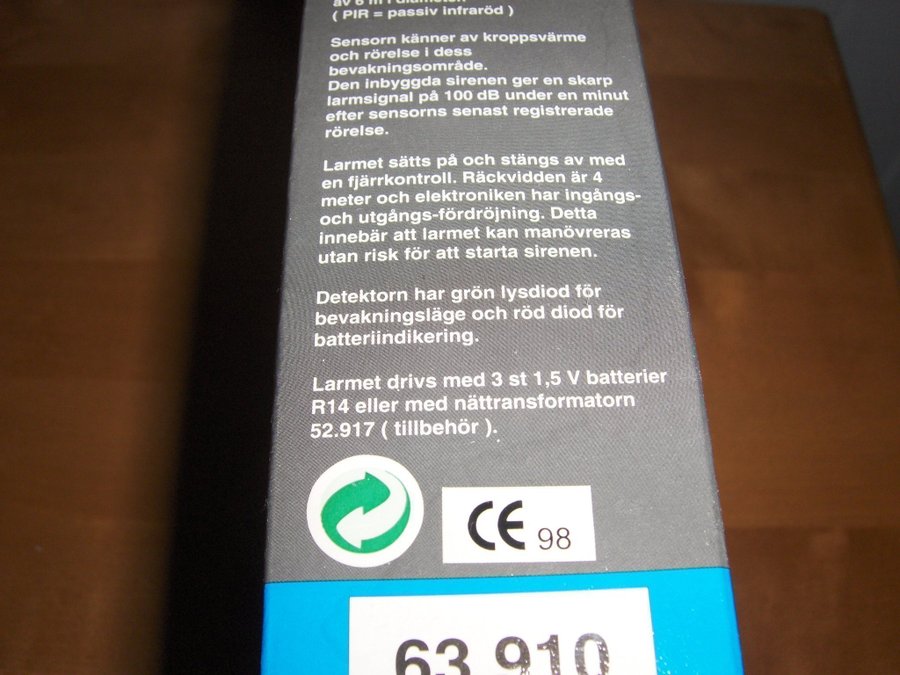 av 6 m i diameter.
( PIR = passiv infraröd )
Sensorn känner av kroppsvärme
och rörelse i dess
bevakningsområde.
Den inbyggda sirenen ger en skarp
larmsignal på 100 dB under en minut
efter sensorns senast registrerade
rörelse.
Larmet sätts på och stängs av med
en fjärrkontroll. Räckvidden är 4
meter och elektroniken har ingångs-
och utgångs-fördröjning. Detta
innebär att larmet kan manövreras
utan risk för att starta sirenen.
Detektorn har grön lysdiod för
bevakningsläge och röd diod för
batteriindikering.
Larmet drivs med 3 st 1,5 V batterier
R14 eller med nättransformatorn
52.917 ( tillbehör ).
CE 98
63.910